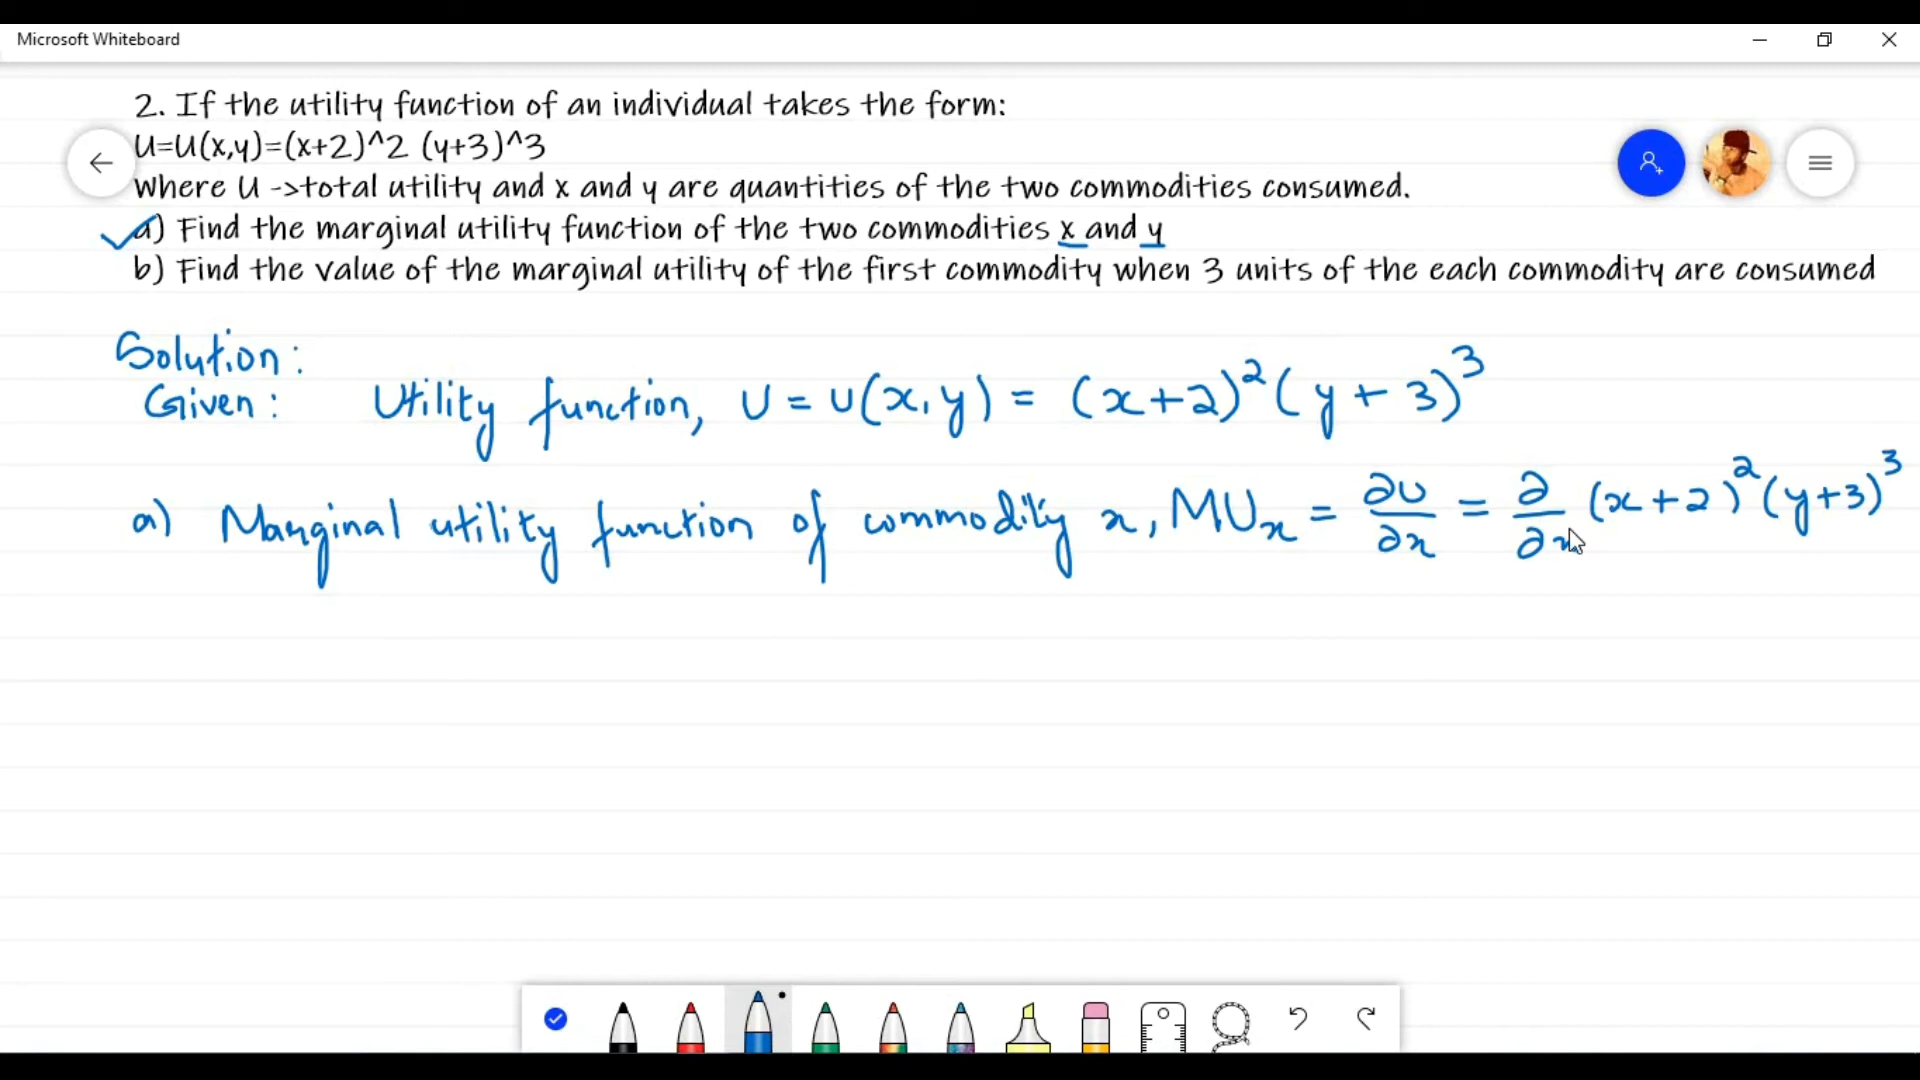 Microsoft Whiteboard
2. If the utility function of an individual takes the form:
U=U(x,y)=(x+2)^2 (y+3)^3
Where U ->total utility and x and y are quantities of the two commodities consumed.
a) Find the marginal utility function of the two commodities x and y
b) Find the value of the marginal utility of the first commodity when 3 units of the each commodity are consumed
Solution:
Given: Utility function, U = U(x,y) = (x+2)² (y+3)³
a) Marginal utility function of commodity x, MUₓ = ∂U/∂x = ∂/∂x (x+2)² (y+3)³